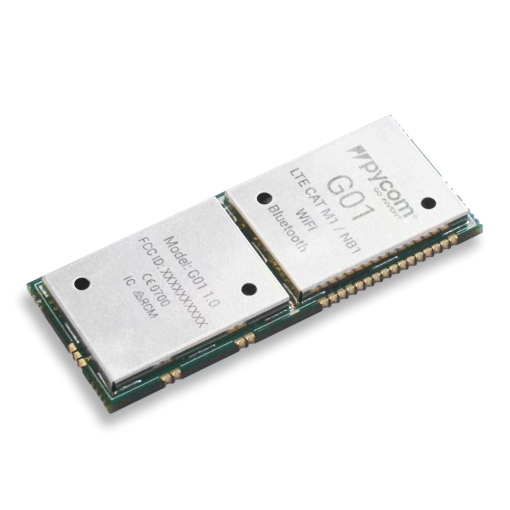 pycom
GO INVENT
G01
LTE CAT M1 / NB1
WiFi
Bluetooth
Model: G01 1.0
FCC ID: XXXXXXXXXX
CE0700
IC RCM